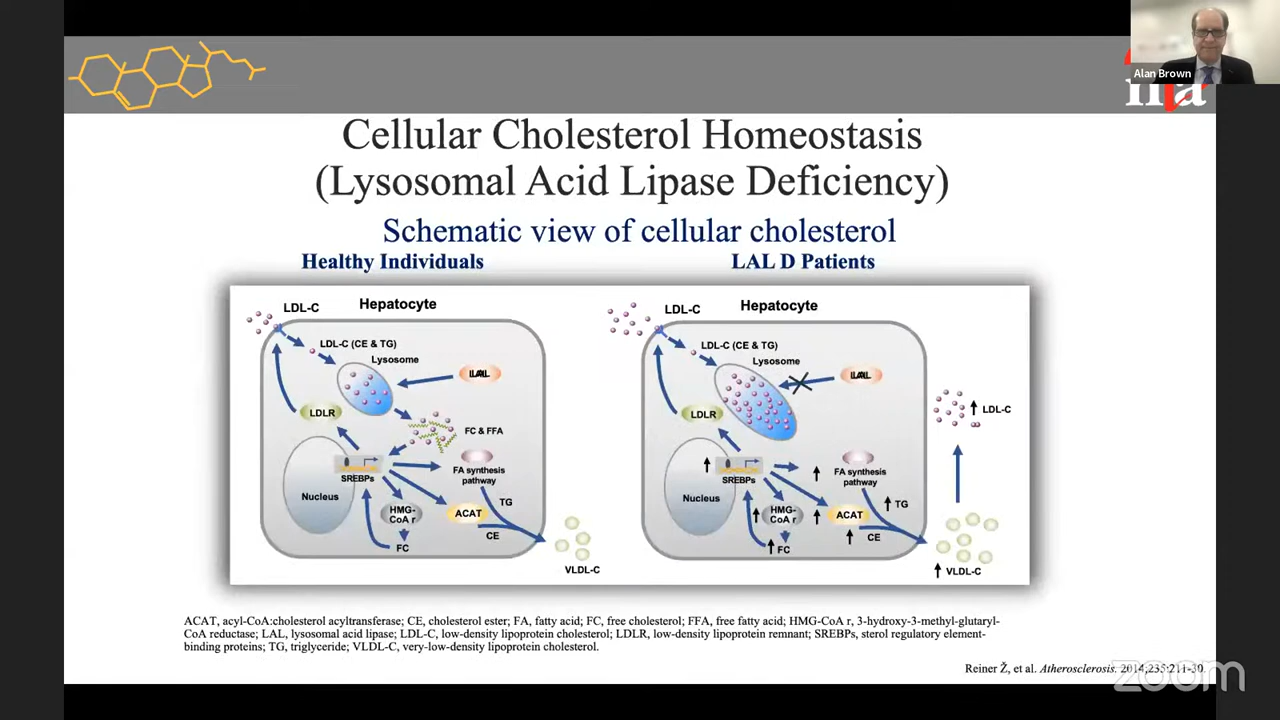 Alan Brown
Cellular Cholesterol Homeostasis
(Lysosomal Acid Lipase Deficiency)
Schematic view of cellular cholesterol
Healthy Individuals
LAL D Patients
LDL-C
Hepatocyte
LDL-C (CE & TG)
Lysosome
LAL
LDLR
FC & FFA
SREBPs
FA synthesis
pathway
Nucleus
HMG-
CoA r
ACAT
TG
CE
FC
VLDL-C
LDL-C
Hepatocyte
LDL-C (CE & TG)
Lysosome
LAL
LDLR
LDL-C
SREBPs
FA synthesis
pathway
Nucleus
HMG-
CoA r
ACAT
TG
CE
FC
VLDL-C
ACAT, acyl-CoA:cholesterol acyltransferase; CE, cholesterol ester; FA, fatty acid; FC, free cholesterol; FFA, free fatty acid; HMG-CoA r, 3-hydroxy-3-methyl-glutaryl-
CoA reductase; LAL, lysosomal acid lipase; LDL-C, low-density lipoprotein cholesterol; LDLR, low-density lipoprotein remnant; SREBPs, sterol regulatory element-
binding proteins; TG, triglyceride; VLDL-C, very-low-density lipoprotein cholesterol.
Reiner Ž, et al. Atherosclerosis. 2014;235:211-30.
zoom